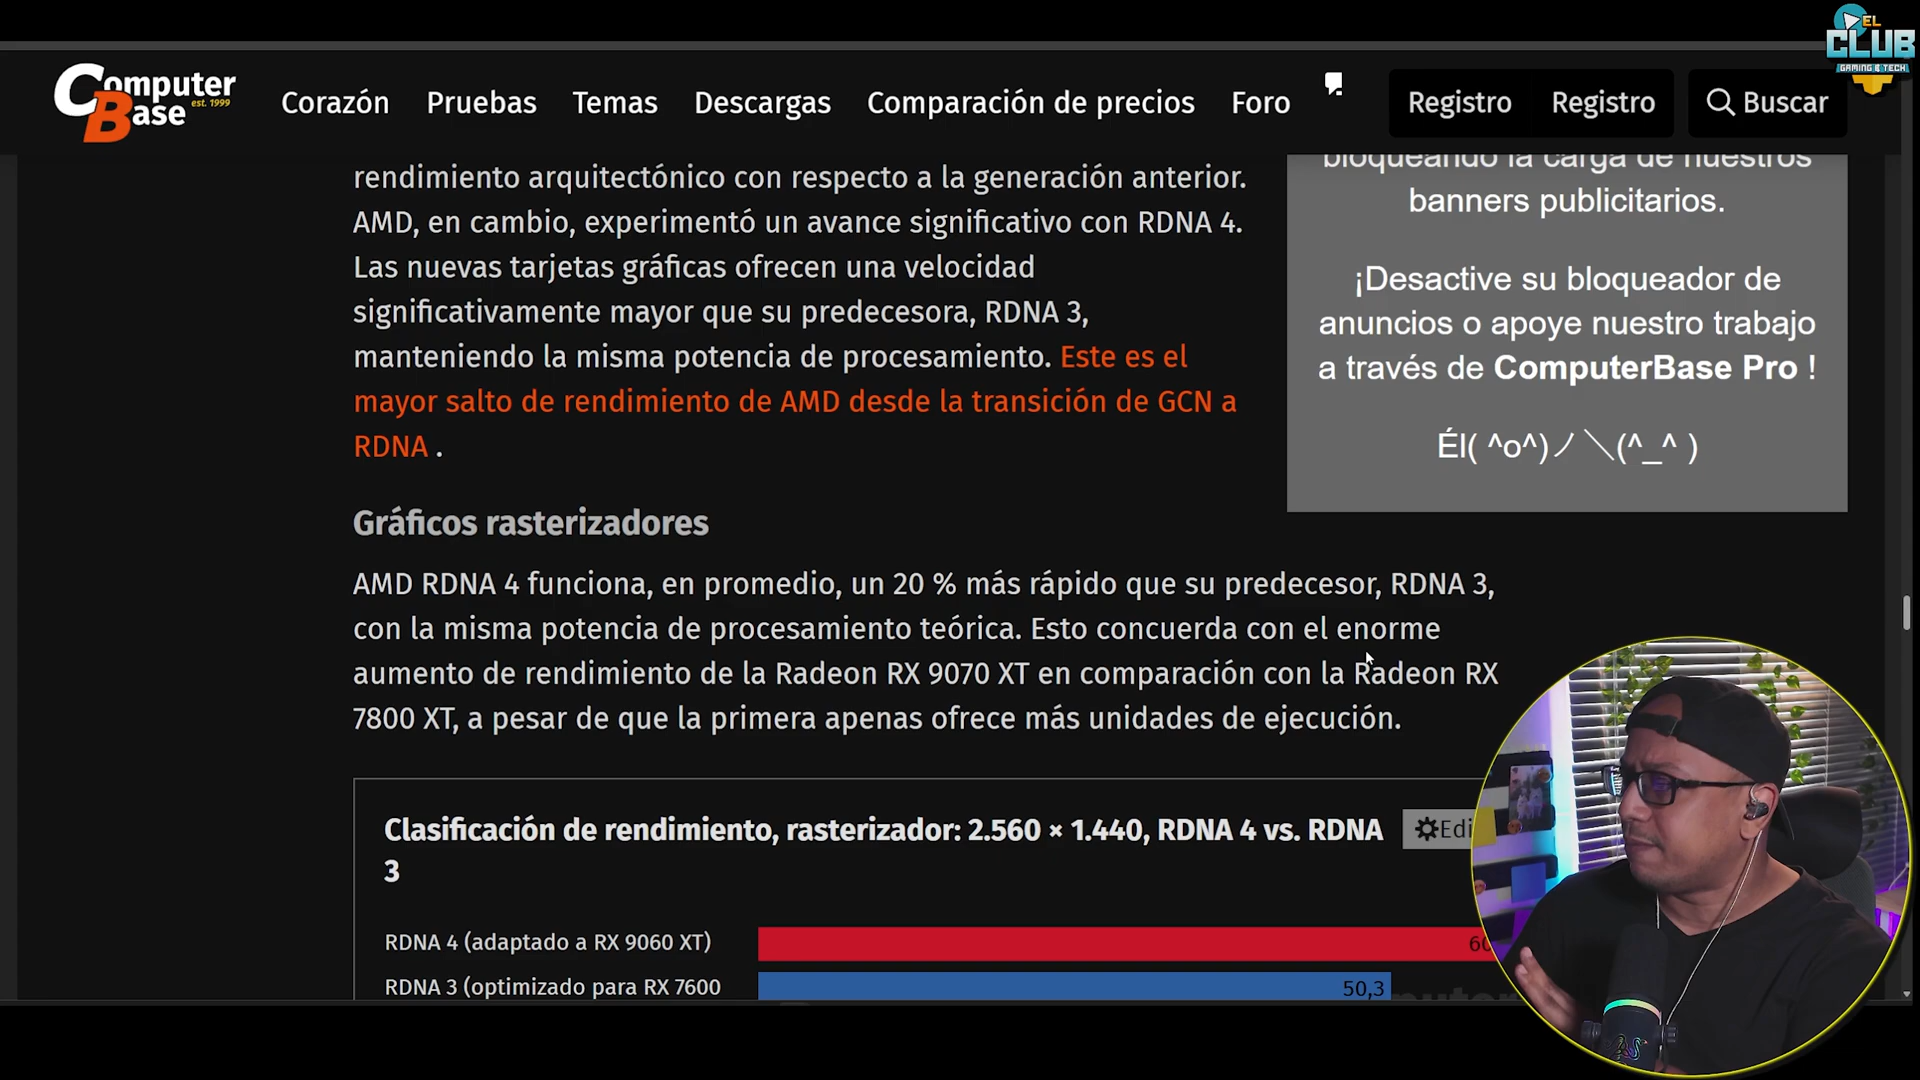 EL
CLUB
GAMING & TECH
Computer
Base
est. 1999
Corazón
Pruebas
Temas
Descargas
Comparación de precios
Foro
Registro
Registro
Buscar
rendimiento arquitectónico con respecto a la generación anterior.
AMD, en cambio, experimentó un avance significativo con RDNA 4.
Las nuevas tarjetas gráficas ofrecen una velocidad
significativamente mayor que su predecesora, RDNA 3,
manteniendo la misma potencia de procesamiento. Este es el
mayor salto de rendimiento de AMD desde la transición de GCN a
RDNA .
bloqueando la carga de nuestros
banners publicitarios.
¡Desactive su bloqueador de
anuncios o apoye nuestro trabajo
a través de ComputerBase Pro !
Él( ^o^)ノ＼(^_^ )
Gráficos rasterizadores
AMD RDNA 4 funciona, en promedio, un 20 % más rápido que su predecesor, RDNA 3,
con la misma potencia de procesamiento teórica. Esto concuerda con el enorme
aumento de rendimiento de la Radeon RX 9070 XT en comparación con la Radeon RX
7800 XT, a pesar de que la primera apenas ofrece más unidades de ejecución.
Clasificación de rendimiento, rasterizador: 2.560 × 1.440, RDNA 4 vs. RDNA
3
Edi
RDNA 4 (adaptado a RX 9060 XT)
RDNA 3 (optimizado para RX 7600
50,3